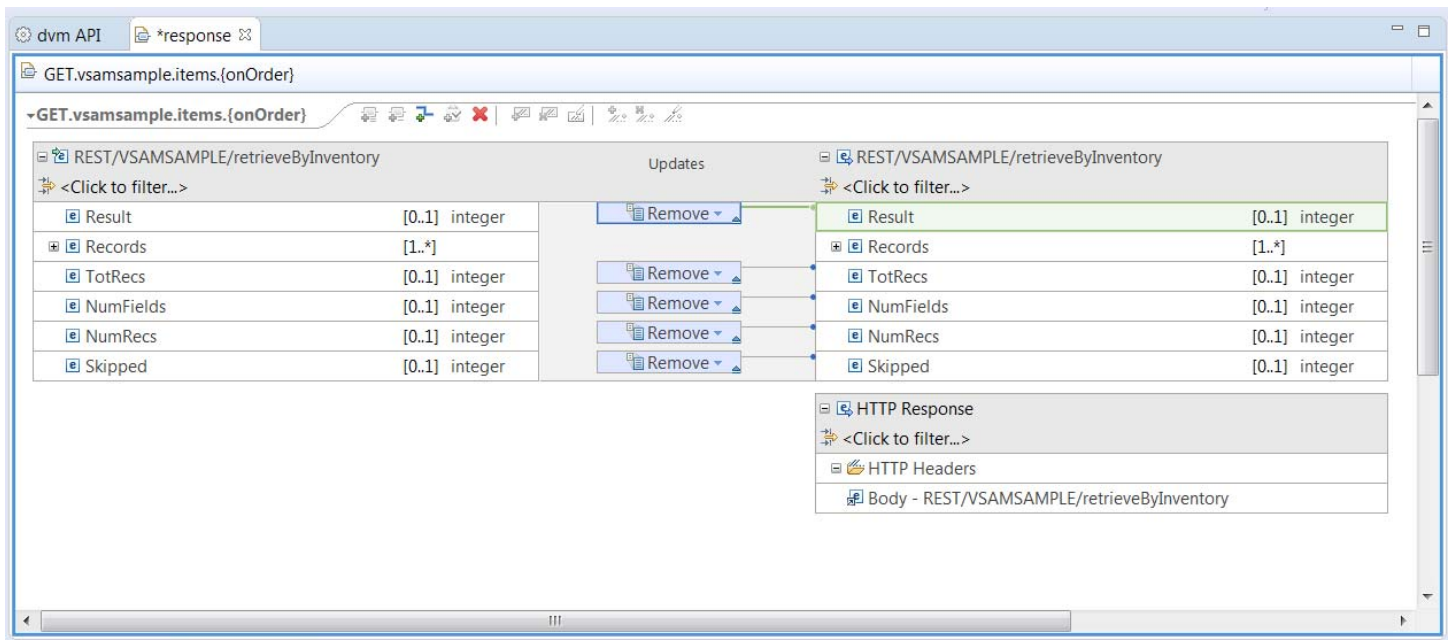 dvm API *response
GET.vsamsample.items.{onOrder}
GET.vsamsample.items.{onOrder}
REST/VSAMSAMPLE/retrieveByInventory Updates REST/VSAMSAMPLE/retrieveByInventory
<Click to filter...> <Click to filter...>
Result [0..1] integer Remove Result [0..1] integer
Records [1..*] Records [1..*]
TotRecs [0..1] integer Remove TotRecs [0..1] integer
NumFields [0..1] integer Remove NumFields [0..1] integer
NumRecs [0..1] integer Remove NumRecs [0..1] integer
Skipped [0..1] integer Remove Skipped [0..1] integer
HTTP Response
<Click to filter...>
HTTP Headers
Body - REST/VSAMSAMPLE/retrieveByInventory